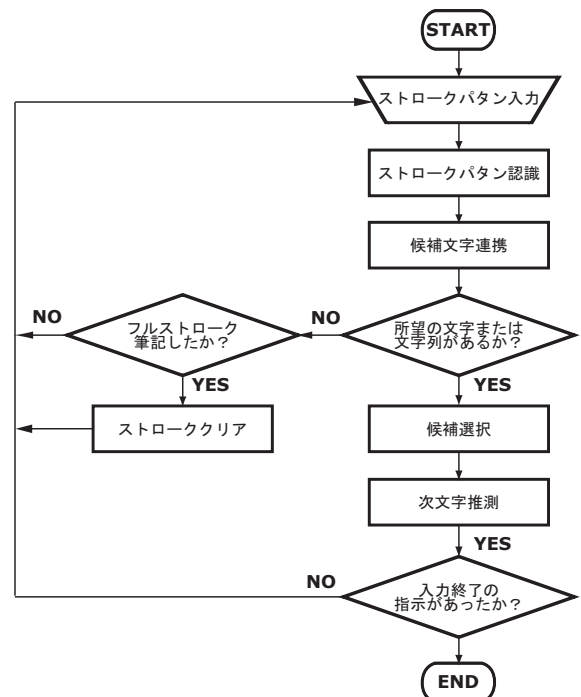 START
ストロークパタン入力
ストロークパタン認識
候補文字連携
NO
フルストローク
筆記したか？
NO
所望の文字または
文字列があるか？
YES
YES
ストローククリア
候補選択
次文字推測
YES
NO
入力終了の
指示があったか？
END